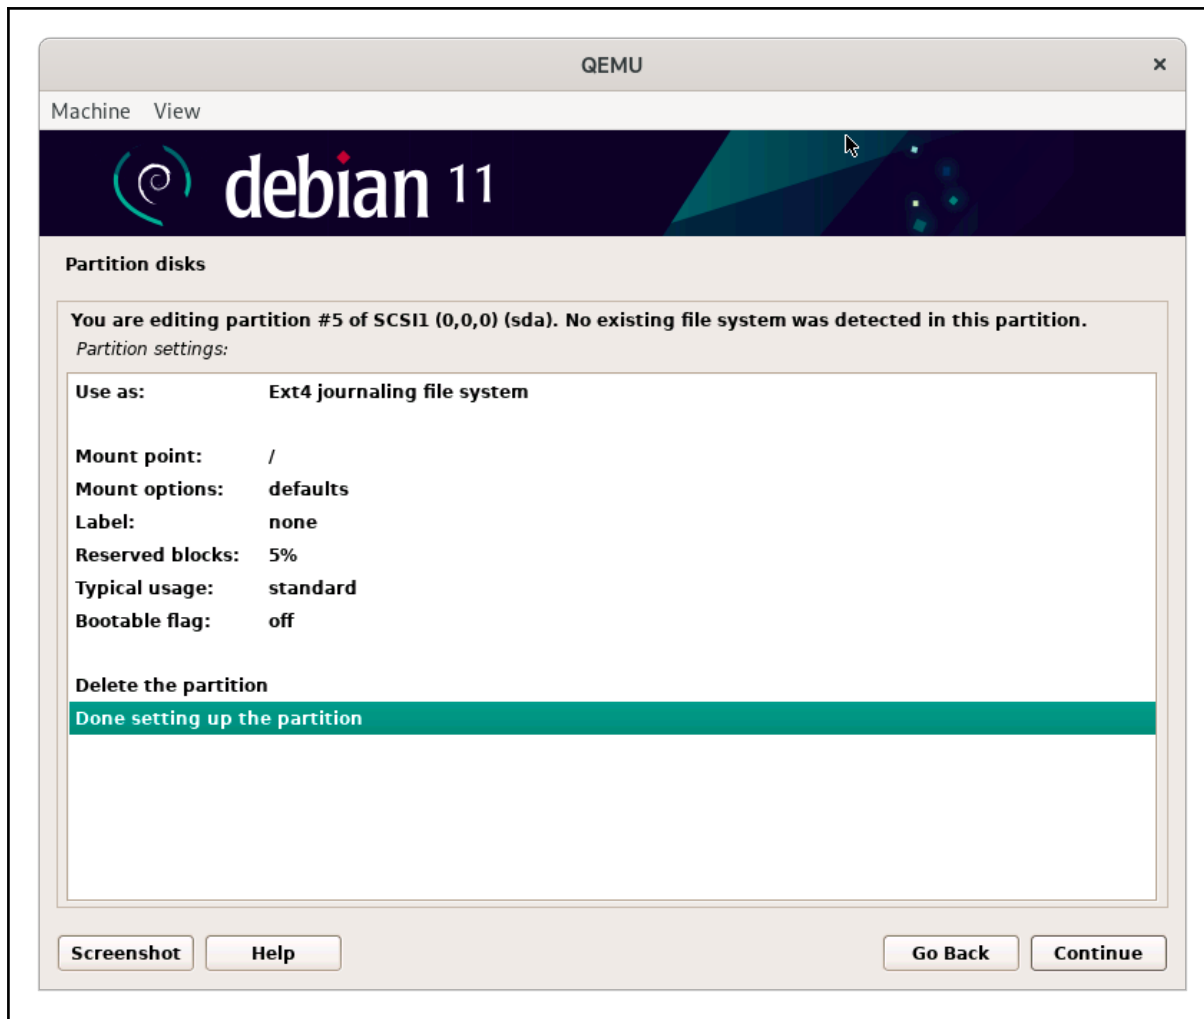 QEMU ×
Machine View
debian 11
Partition disks
You are editing partition #5 of SCSI1 (0,0,0) (sda). No existing file system was detected in this partition.
Partition settings:
Use as: Ext4 journaling file system
Mount point: /
Mount options: defaults
Label: none
Reserved blocks: 5%
Typical usage: standard
Bootable flag: off
Delete the partition
Done setting up the partition
Screenshot Help Go Back Continue